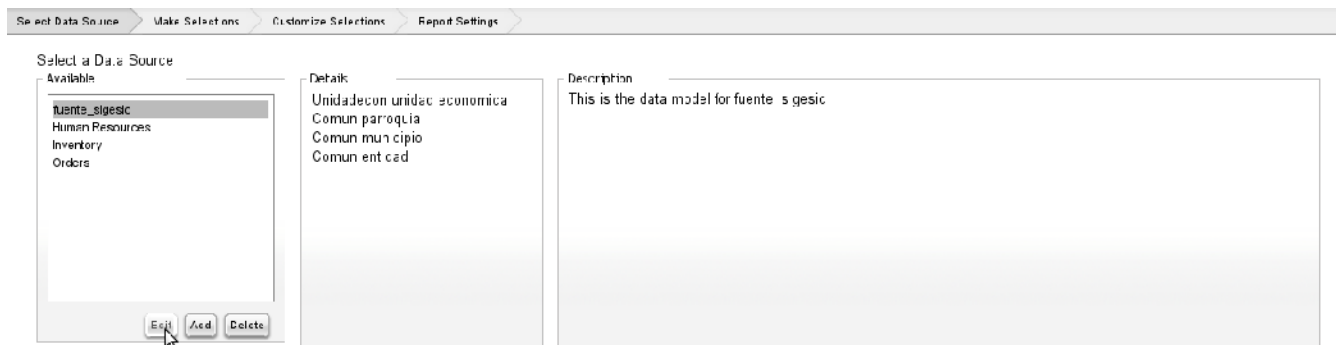 Select Data Source Make Selections Customize Selections Report Settings
Select a Data Source
Available
fuente_sigesic
Human Resources
Inventory
Orders
Edit Add Delete
Details
Unidadecon unidad economica
Comun parroquia
Comun municipio
Comun entidad
Description
This is the data model for fuente sigesic